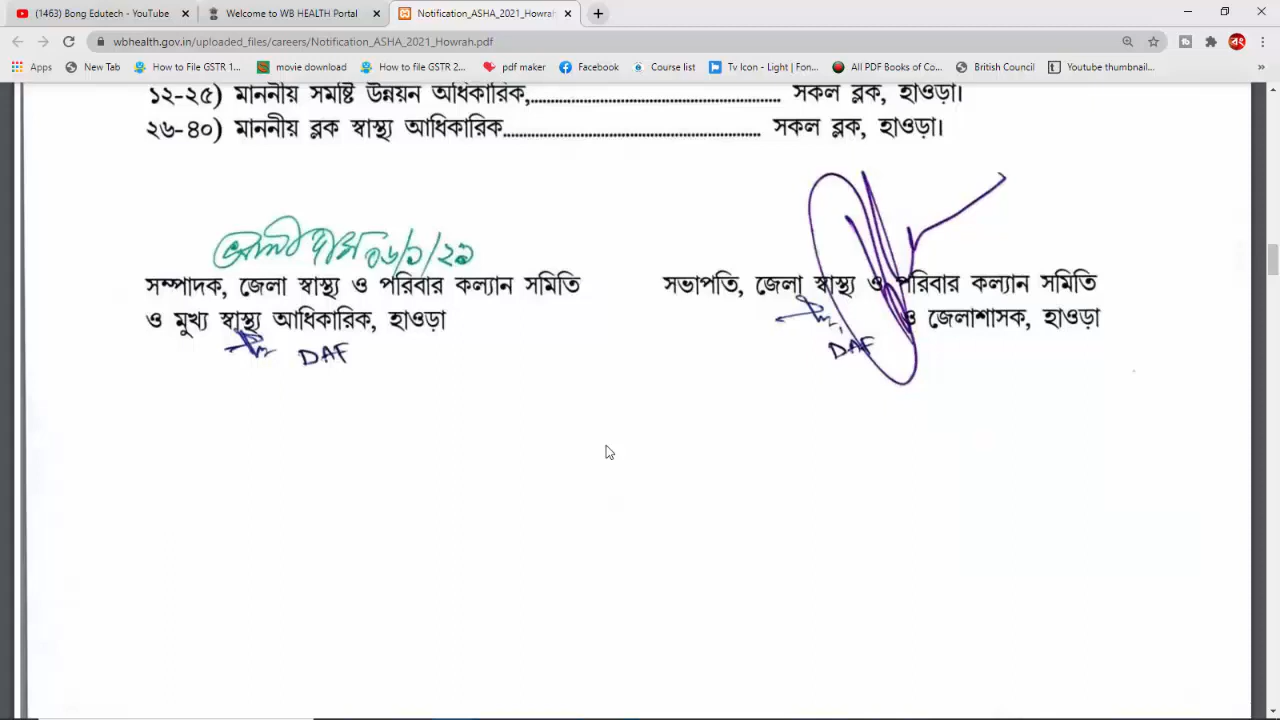 (1463) Bong Edutech - YouTube
Welcome to WB HEALTH Portal
Notification_ASHA_2021_Howrah.
wbhealth.gov.in/uploaded_files/careers/Notification_ASHA_2021_Howrah.pdf
Apps New Tab How to File GSTR 1... movie download How to file GSTR 2... pdf maker Facebook Course list Tv Icon - Light | Fon... All PDF Books of Co... British Council Youtube thumbnail... »
১২-২৫) মাননীয় সমষ্টি উন্নয়ন আধিকারিক,................................ সকল ব্লক, হাওড়া।
২৬-৪০) মাননীয় ব্লক স্বাস্থ্য আধিকারিক................................ সকল ব্লক, হাওড়া।
সম্পাদক, জেলা স্বাস্থ্য ও পরিবার কল্যান সমিতি
ও মুখ্য স্বাস্থ্য আধিকারিক, হাওড়া
DAF
সভাপতি, জেলা স্বাস্থ্য ও পরিবার কল্যান সমিতি
ও জেলাশাসক, হাওড়া
DAF